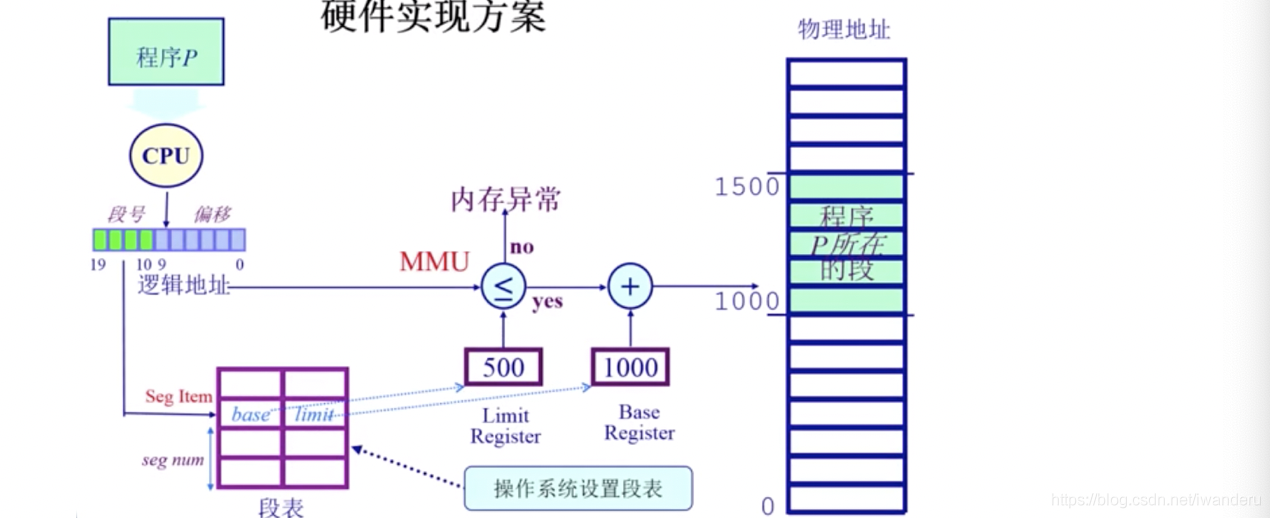 硬件实现方案
程序P
CPU
段号 偏移
19 10 9 0
逻辑地址
MMU
内存异常
no
≤
yes
+
500
1000
Limit
Register
Base
Register
Seg Item
base limit
seg num
段表
操作系统设置段表
物理地址
1500
程序
P所在
的段
1000
0
https://blog.csdn.net/iwanderu